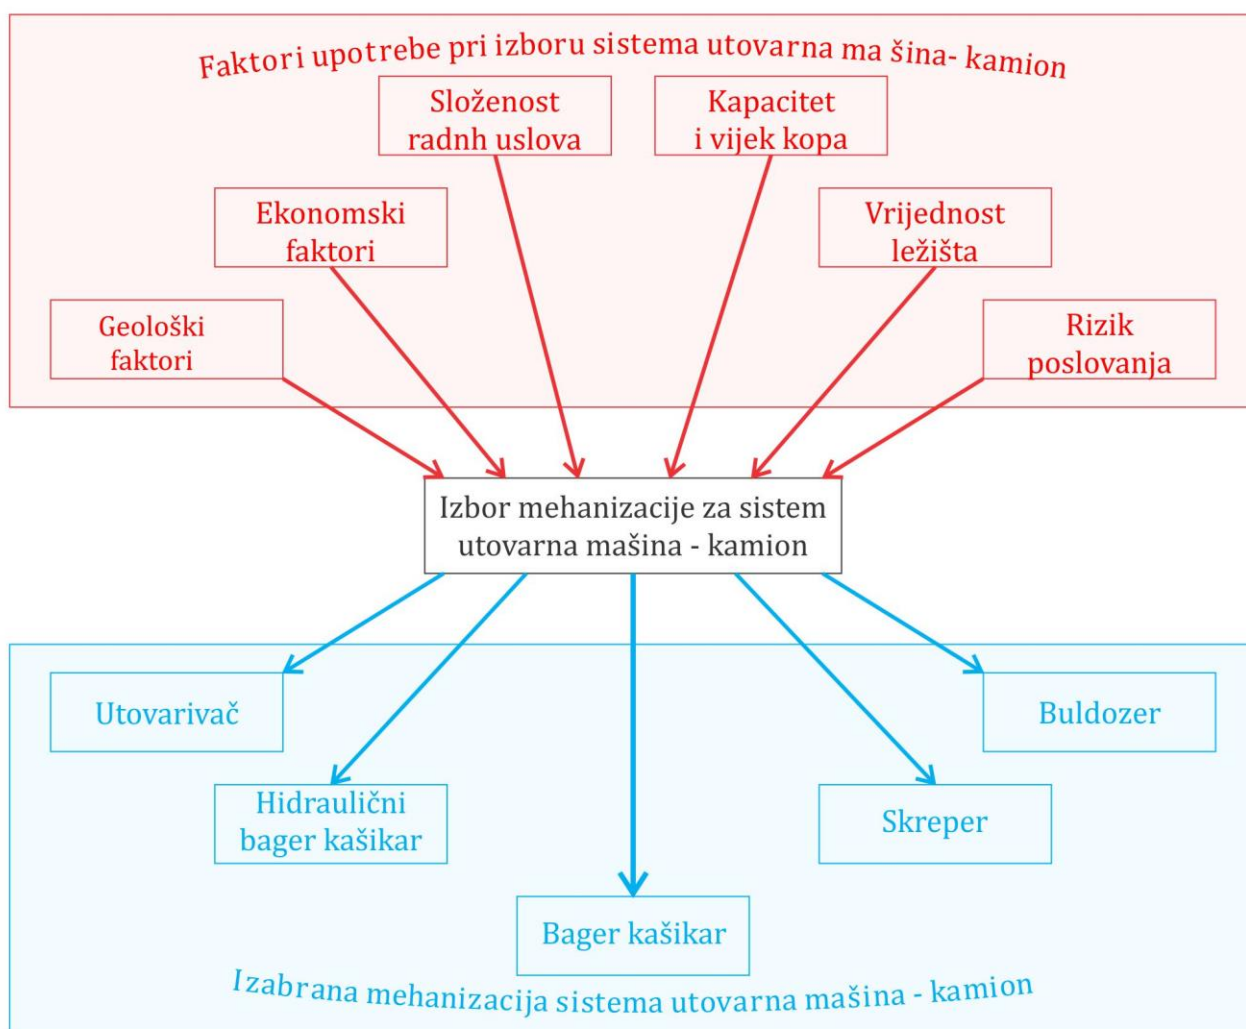 Faktori upotrebe pri izboru sistema utovarna ma šina- kamion
Složenost
radnh uslova
Kapacitet
i vijek kopa
Ekonomski
faktori
Vrijednost
ležišta
Geološki
faktori
Rizik
poslovanja
Izbor mehanizacije za sistem
utovarna mašina - kamion
Utovarivač
Buldozer
Hidraulični
bager kašikar
Skreper
Bager kašikar
Izabrana mehanizacija sistema utovarna mašina - kamion